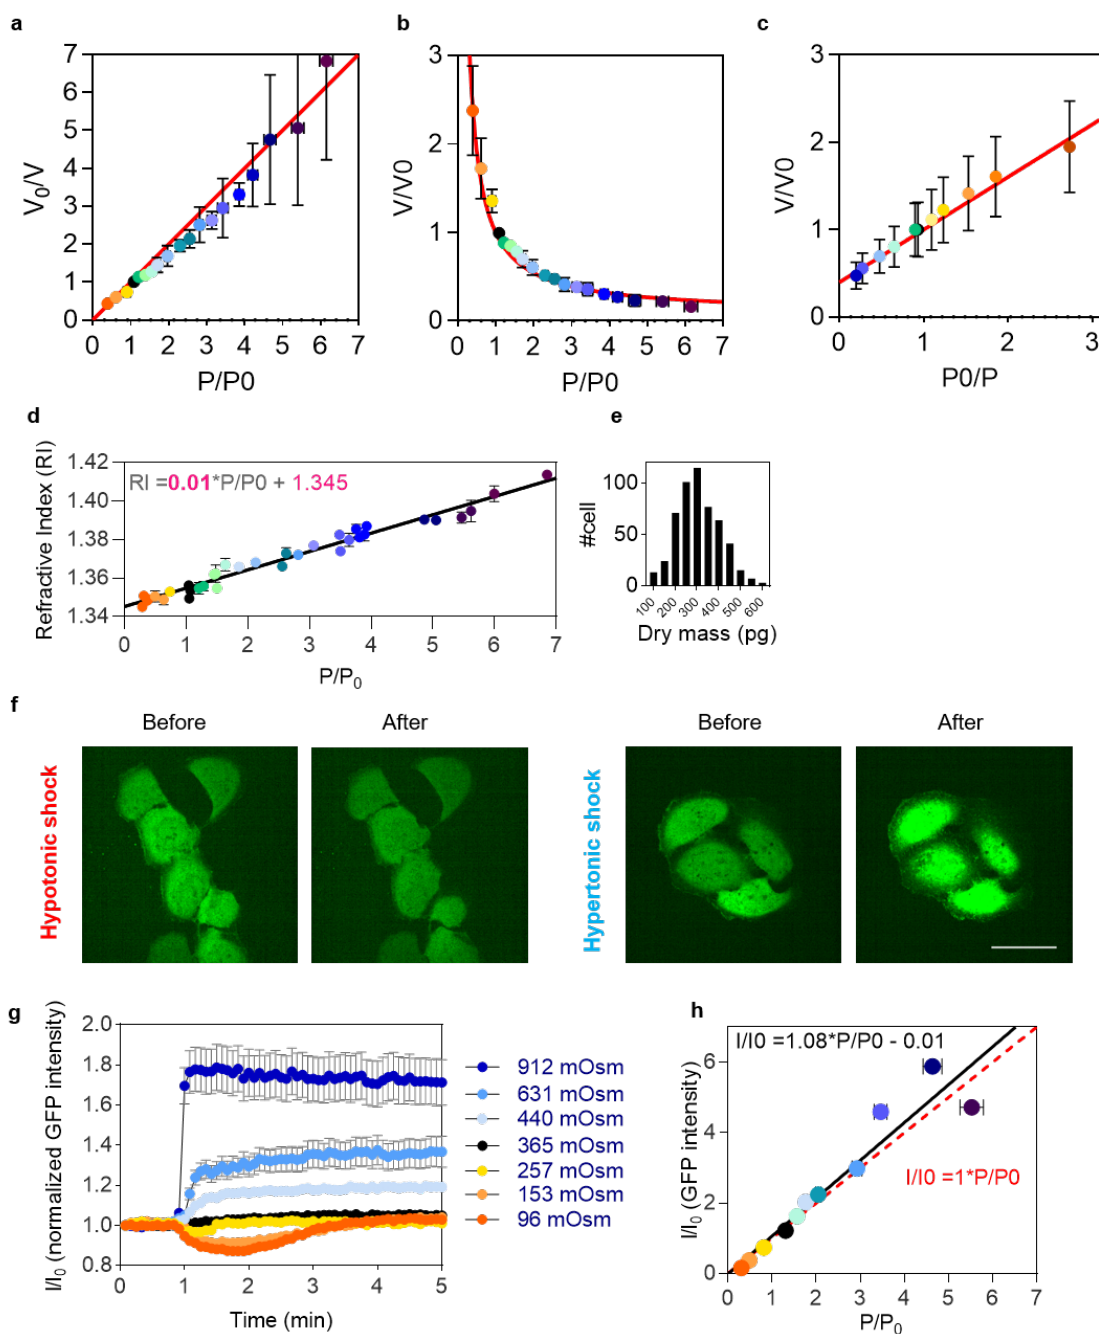 a
b
c
7
6
5
4
3
2
1
0
V₀/V
0 1 2 3 4 5 6 7
P/P0
3
2
1
0
V/V0
0 1 2 3 4 5 6 7
P/P0
3
2
1
0
V/V0
0 1 2 3
P0/P
d
e
Refractive Index (RI)
1.42
1.40
1.38
1.36
1.34
RI =0.01*P/P0 + 1.345
0 1 2 3 4 5 6 7
P/P₀
#cell
100
50
0
100 200 300 400 500 600
Dry mass (pg)
f
Before After Before After
Hypotonic shock
Hypertonic shock
g
I/I₀ (normalized GFP intensity)
2.0
1.8
1.6
1.4
1.2
1.0
0.8
0 1 2 3 4 5
Time (min)
912 mOsm
631 mOsm
440 mOsm
365 mOsm
257 mOsm
153 mOsm
96 mOsm
h
I/I₀ (GFP intensity)
6
4
2
0
I/I0 =1.08*P/P0 - 0.01
I/I0 =1*P/P0
0 1 2 3 4 5 6 7
P/P₀